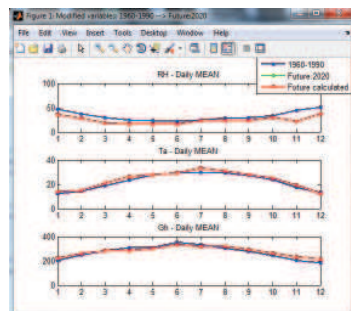 Figure 1: Modified variables 1960-1990 --> Future:2020
File Edit View Insert Tools Desktop Window Help
1960-1990
Future:2020
Future calculated
RH - Daily MEAN
100
50
0
1 2 3 4 5 6 7 8 9 10 11 12
Ta - Daily MEAN
40
20
0
1 2 3 4 5 6 7 8 9 10 11 12
Gh - Daily MEAN
400
200
0
1 2 3 4 5 6 7 8 9 10 11 12